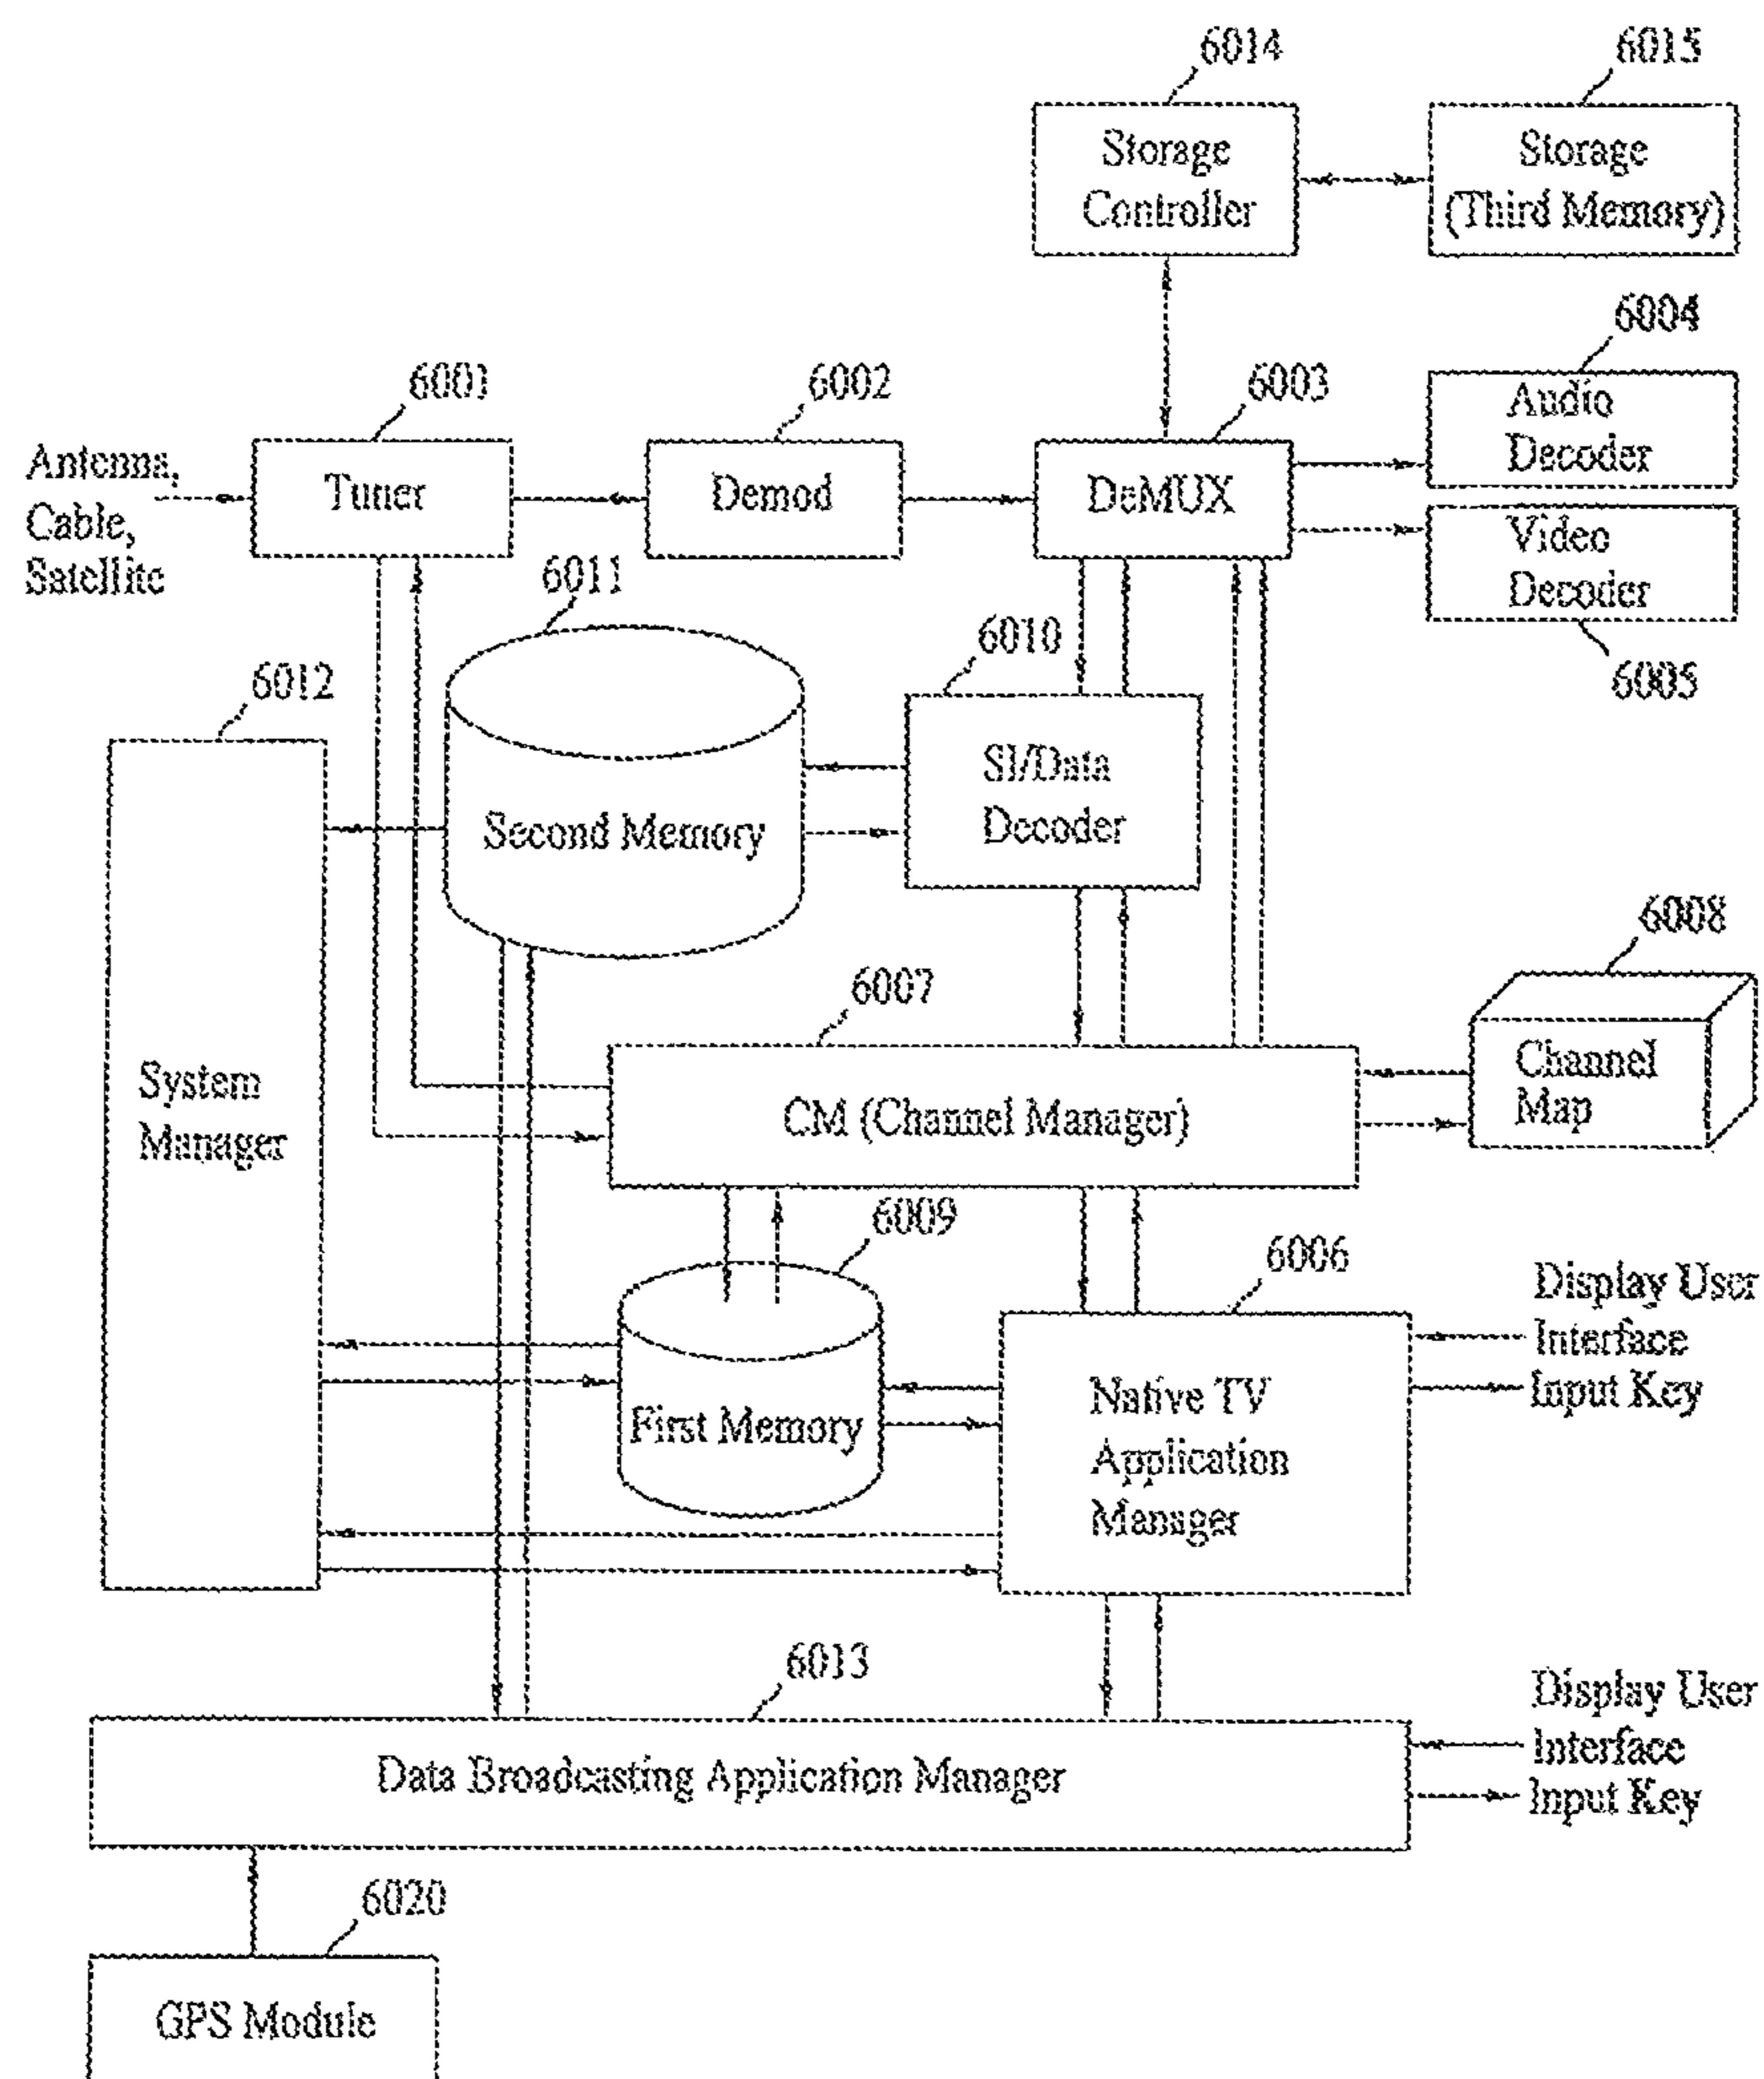 6014
6015
Storage
Controller
Storage
(Third Memory)
6004
6001
6002
6003
Audio
Decoder
Antenna,
Cable,
Satellite
Tuner
Demod
DeMUX
Video
Decoder
6005
6011
6010
6012
SI/Data
Decoder
Second Memory
6008
6007
Channel
Map
System
Manager
CM (Channel Manager)
6009
6006
Display User
Interface
Input Key
Native TV
Application
Manager
First Memory
6013
Display User
Interface
Input Key
Data Broadcasting Application Manager
6020
GPS Module